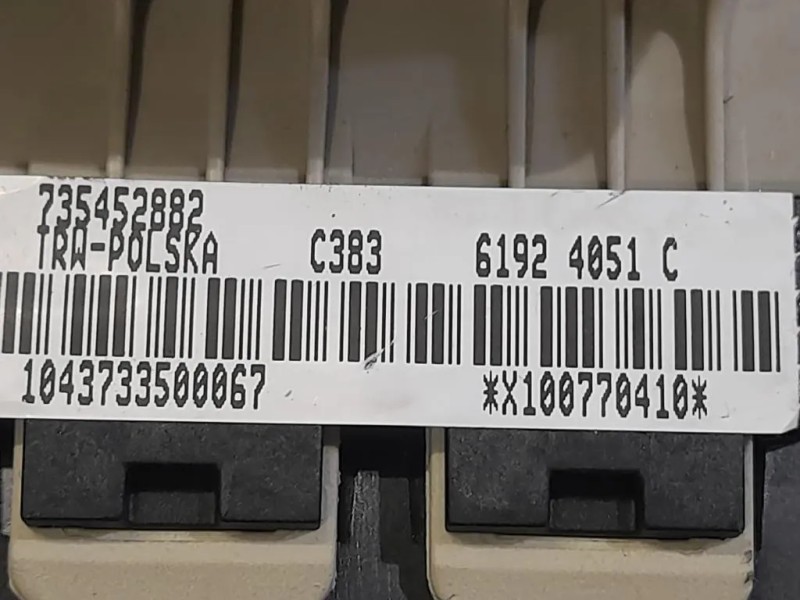 735452882
TRW-POLSKA C383 6192 4051 C
1043733500067 *X100770410*